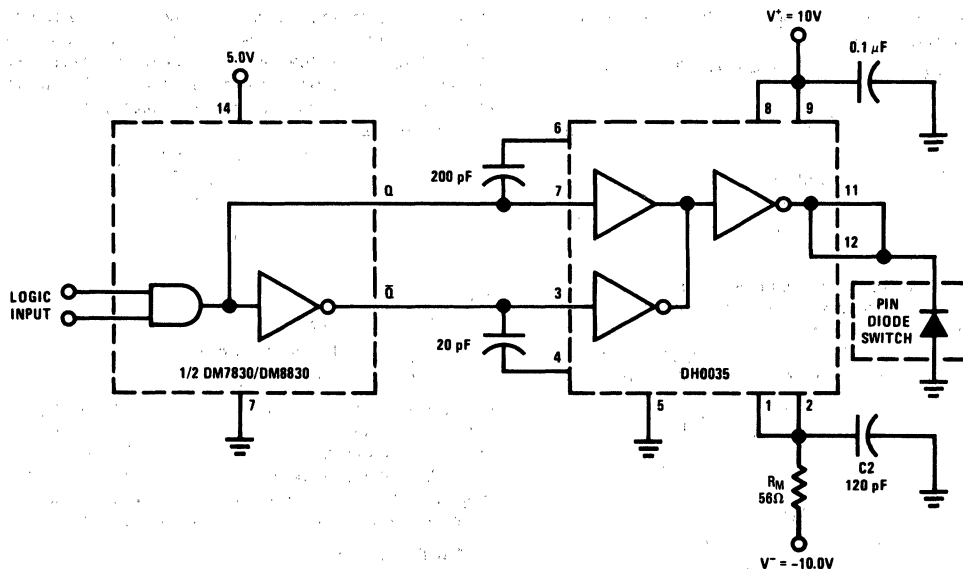 V⁺ = 10V
0.1 μF
5.0V
14
8
9
6
200 pF
Q
7
11
12
LOGIC
INPUT
Q̅
3
20 pF
4
PIN
DIODE
SWITCH
1/2 DM7830/DM8830
DH0035
7
5
1
2
C2
120 pF
R_M
56Ω
V⁻ = −10.0V